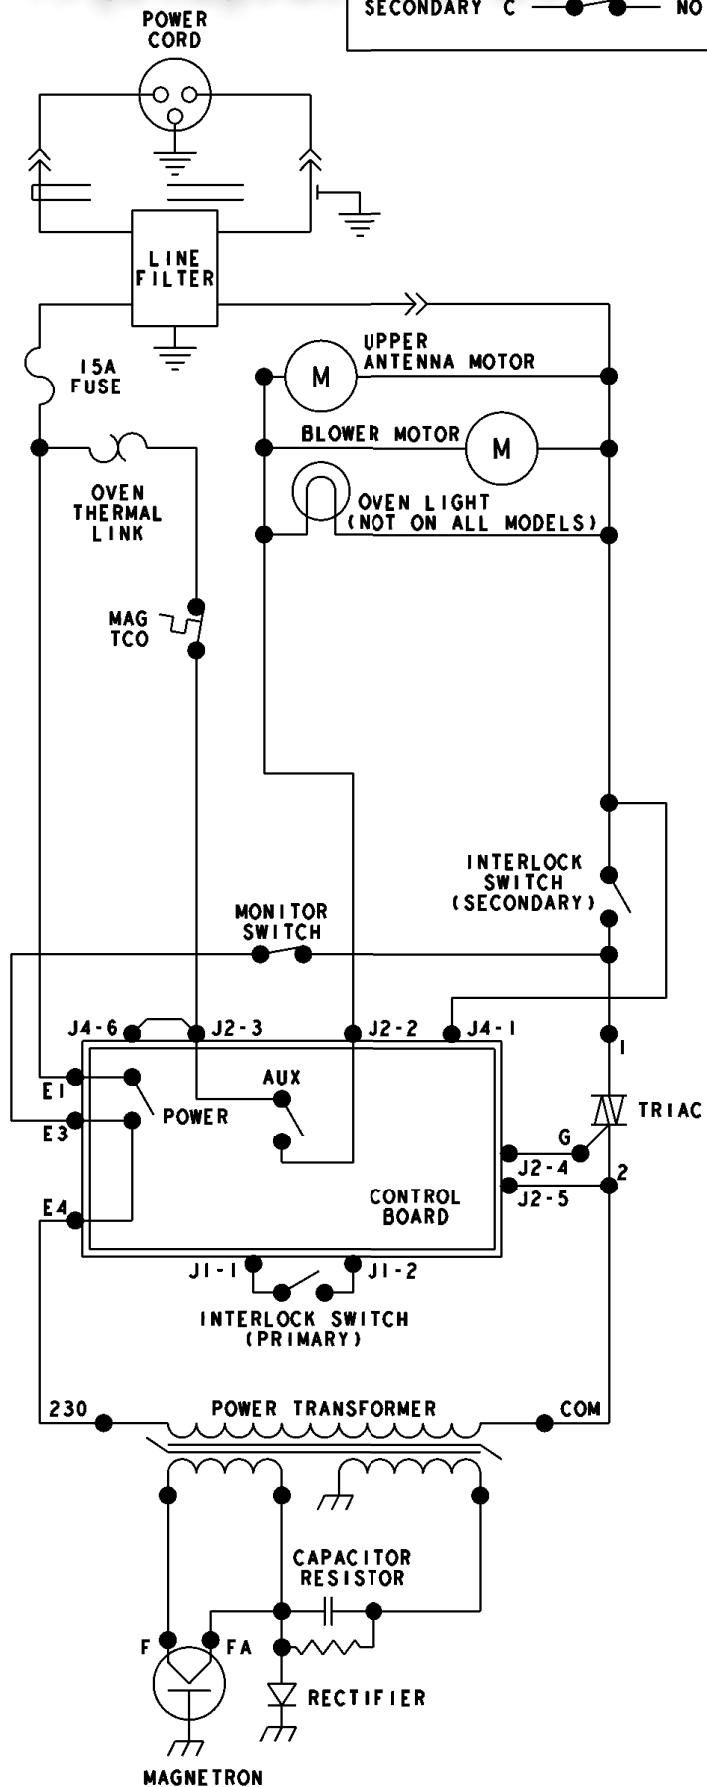 SECONDARY C NO
POWER
CORD
LINE
FILTER
15A
FUSE
UPPER
ANTENNA MOTOR
M
BLOWER MOTOR
M
OVEN
THERMAL
LINK
OVEN LIGHT
(NOT ON ALL MODELS)
MAG
TCO
INTERLOCK
SWITCH
(SECONDARY)
MONITOR
SWITCH
J4-6
J2-3
J2-2
J4-1
1
E1
POWER
AUX
TRIAC
E3
G
J2-4
2
J2-5
E4
CONTROL
BOARD
J1-1
J1-2
INTERLOCK SWITCH
(PRIMARY)
230
POWER TRANSFORMER
COM
CAPACITOR
RESISTOR
F
FA
RECTIFIER
MAGNETRON